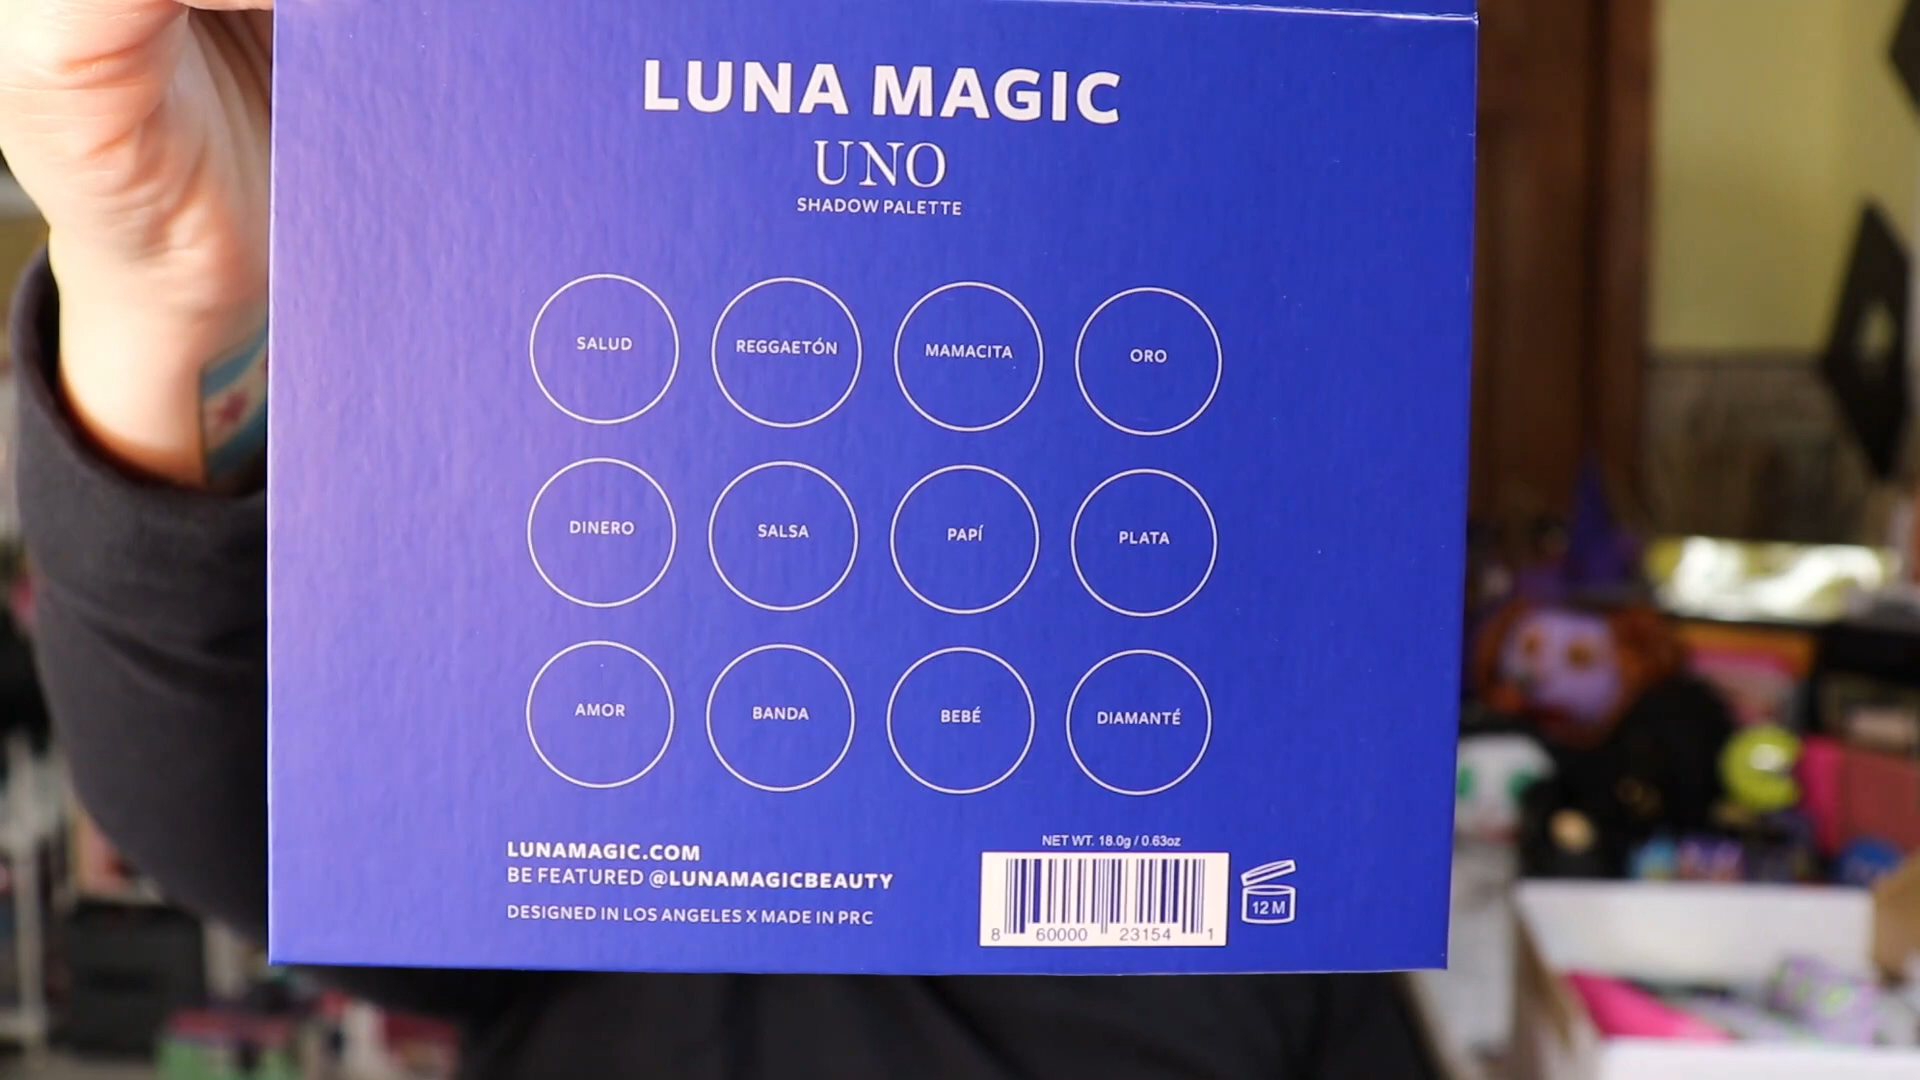 LUNA MAGIC
UNO
SHADOW PALETTE
SALUD REGGAETÓN MAMACITA ORO
DINERO SALSA PAPÍ PLATA
AMOR BANDA BEBÉ DIAMANTÉ
LUNAMAGIC.COM
BE FEATURED @LUNAMAGICBEAUTY
DESIGNED IN LOS ANGELES X MADE IN PRC
NET WT. 18.0g / 0.63oz
8 60000 23154 1
12 M